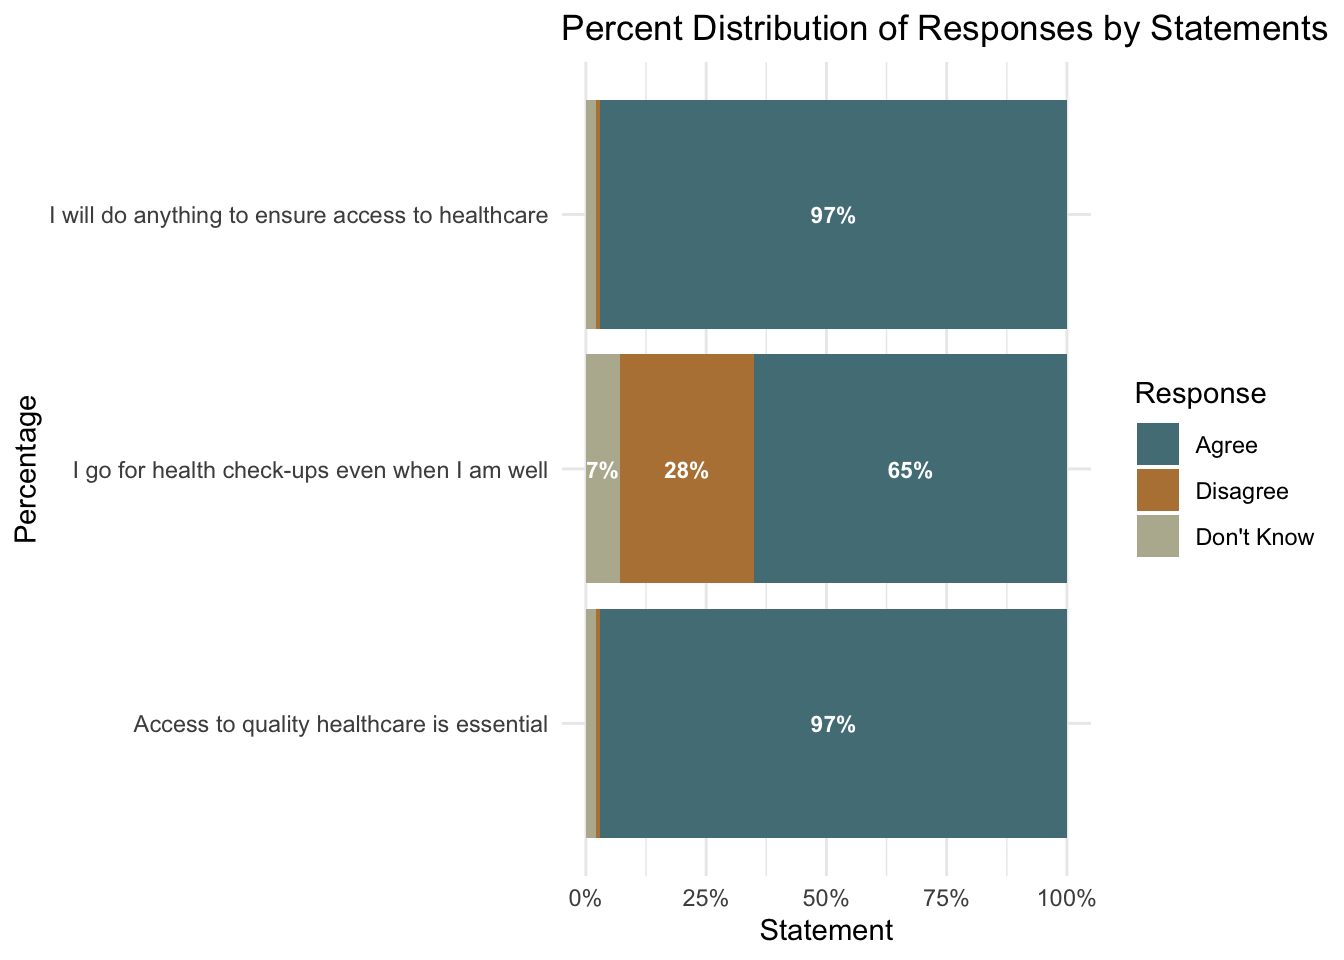 Percent Distribution of Responses by Statements
I will do anything to ensure access to healthcare
97%
Percentage
I go for health check-ups even when I am well
7%
28%
65%
Response
Agree
Disagree
Don't Know
Access to quality healthcare is essential
97%
0%
25%
50%
75%
100%
Statement